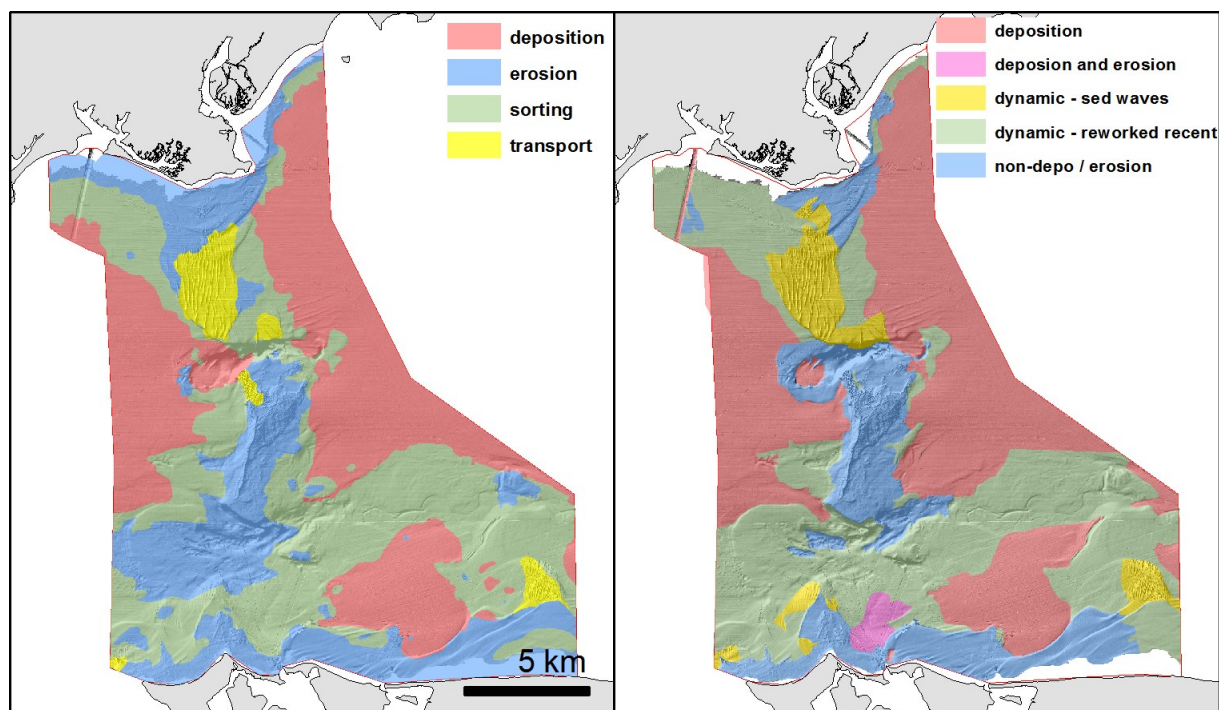 deposition
erosion
sorting
transport
5 km
deposition
deposion and erosion
dynamic - sed waves
dynamic - reworked recent
non-depo / erosion